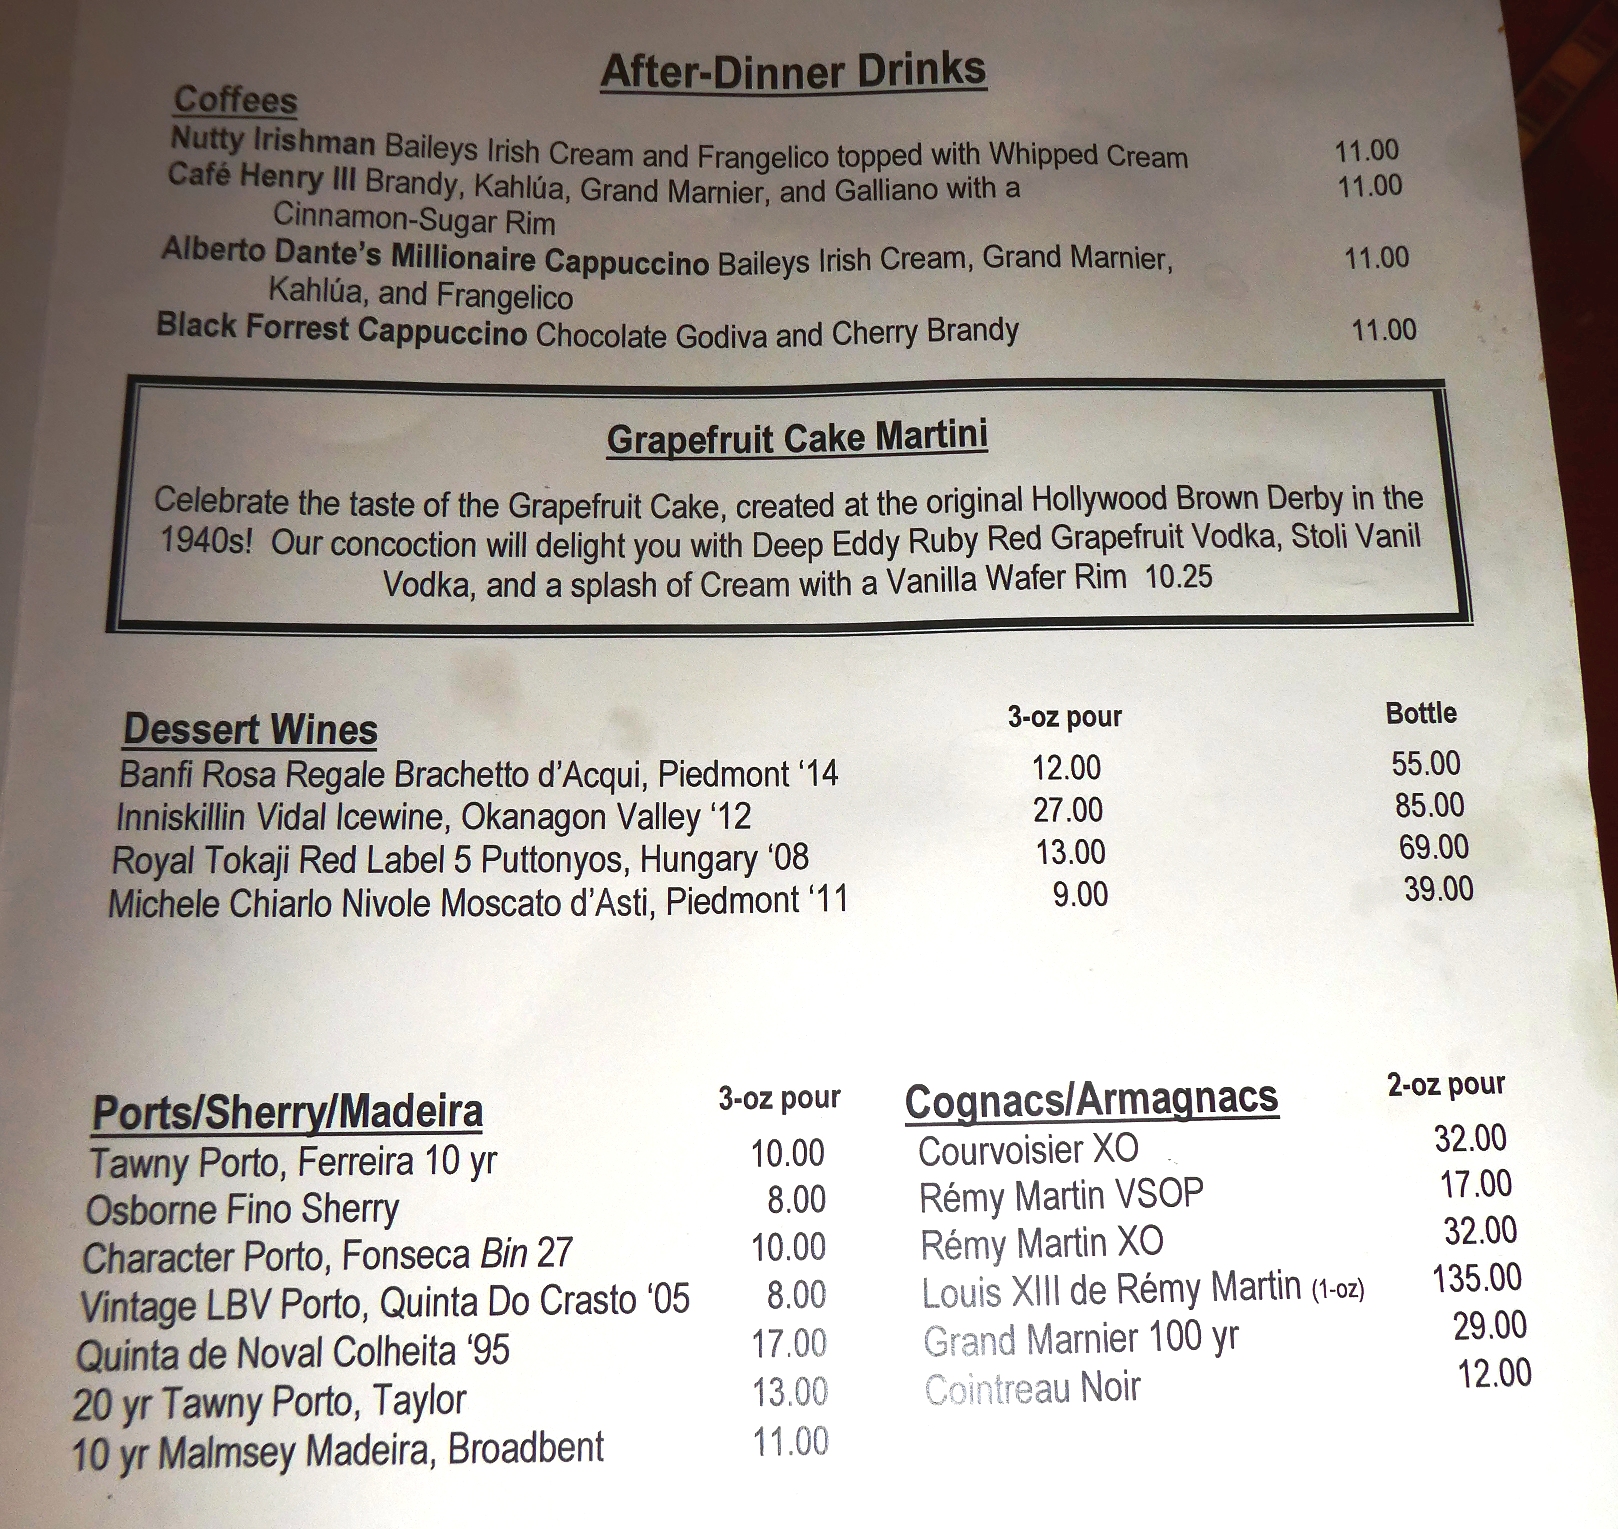 After-Dinner Drinks
Coffees
Nutty Irishman Baileys Irish Cream and Frangelico topped with Whipped Cream 11.00
Café Henry III Brandy, Kahlúa, Grand Marnier, and Galliano with a 11.00
Cinnamon-Sugar Rim
Alberto Dante's Millionaire Cappuccino Baileys Irish Cream, Grand Marnier, 11.00
Kahlúa, and Frangelico
Black Forrest Cappuccino Chocolate Godiva and Cherry Brandy 11.00
Grapefruit Cake Martini
Celebrate the taste of the Grapefruit Cake, created at the original Hollywood Brown Derby in the
1940s! Our concoction will delight you with Deep Eddy Ruby Red Grapefruit Vodka, Stoli Vanil
Vodka, and a splash of Cream with a Vanilla Wafer Rim 10.25
Dessert Wines 3-oz pour Bottle
Banfi Rosa Regale Brachetto d'Acqui, Piedmont '14 12.00 55.00
Inniskillin Vidal Icewine, Okanagon Valley '12 27.00 85.00
Royal Tokaji Red Label 5 Puttonyos, Hungary '08 13.00 69.00
Michele Chiarlo Nivole Moscato d'Asti, Piedmont '11 9.00 39.00
Ports/Sherry/Madeira 3-oz pour
Tawny Porto, Ferreira 10 yr 10.00
Osborne Fino Sherry 8.00
Character Porto, Fonseca Bin 27 10.00
Vintage LBV Porto, Quinta Do Crasto '05 8.00
Quinta de Noval Colheita '95 17.00
20 yr Tawny Porto, Taylor 13.00
10 yr Malmsey Madeira, Broadbent 11.00
Cognacs/Armagnacs 2-oz pour
Courvoisier XO 32.00
Rémy Martin VSOP 17.00
Rémy Martin XO 32.00
Louis XIII de Rémy Martin (1-oz) 135.00
Grand Marnier 100 yr 29.00
Cointreau Noir 12.00